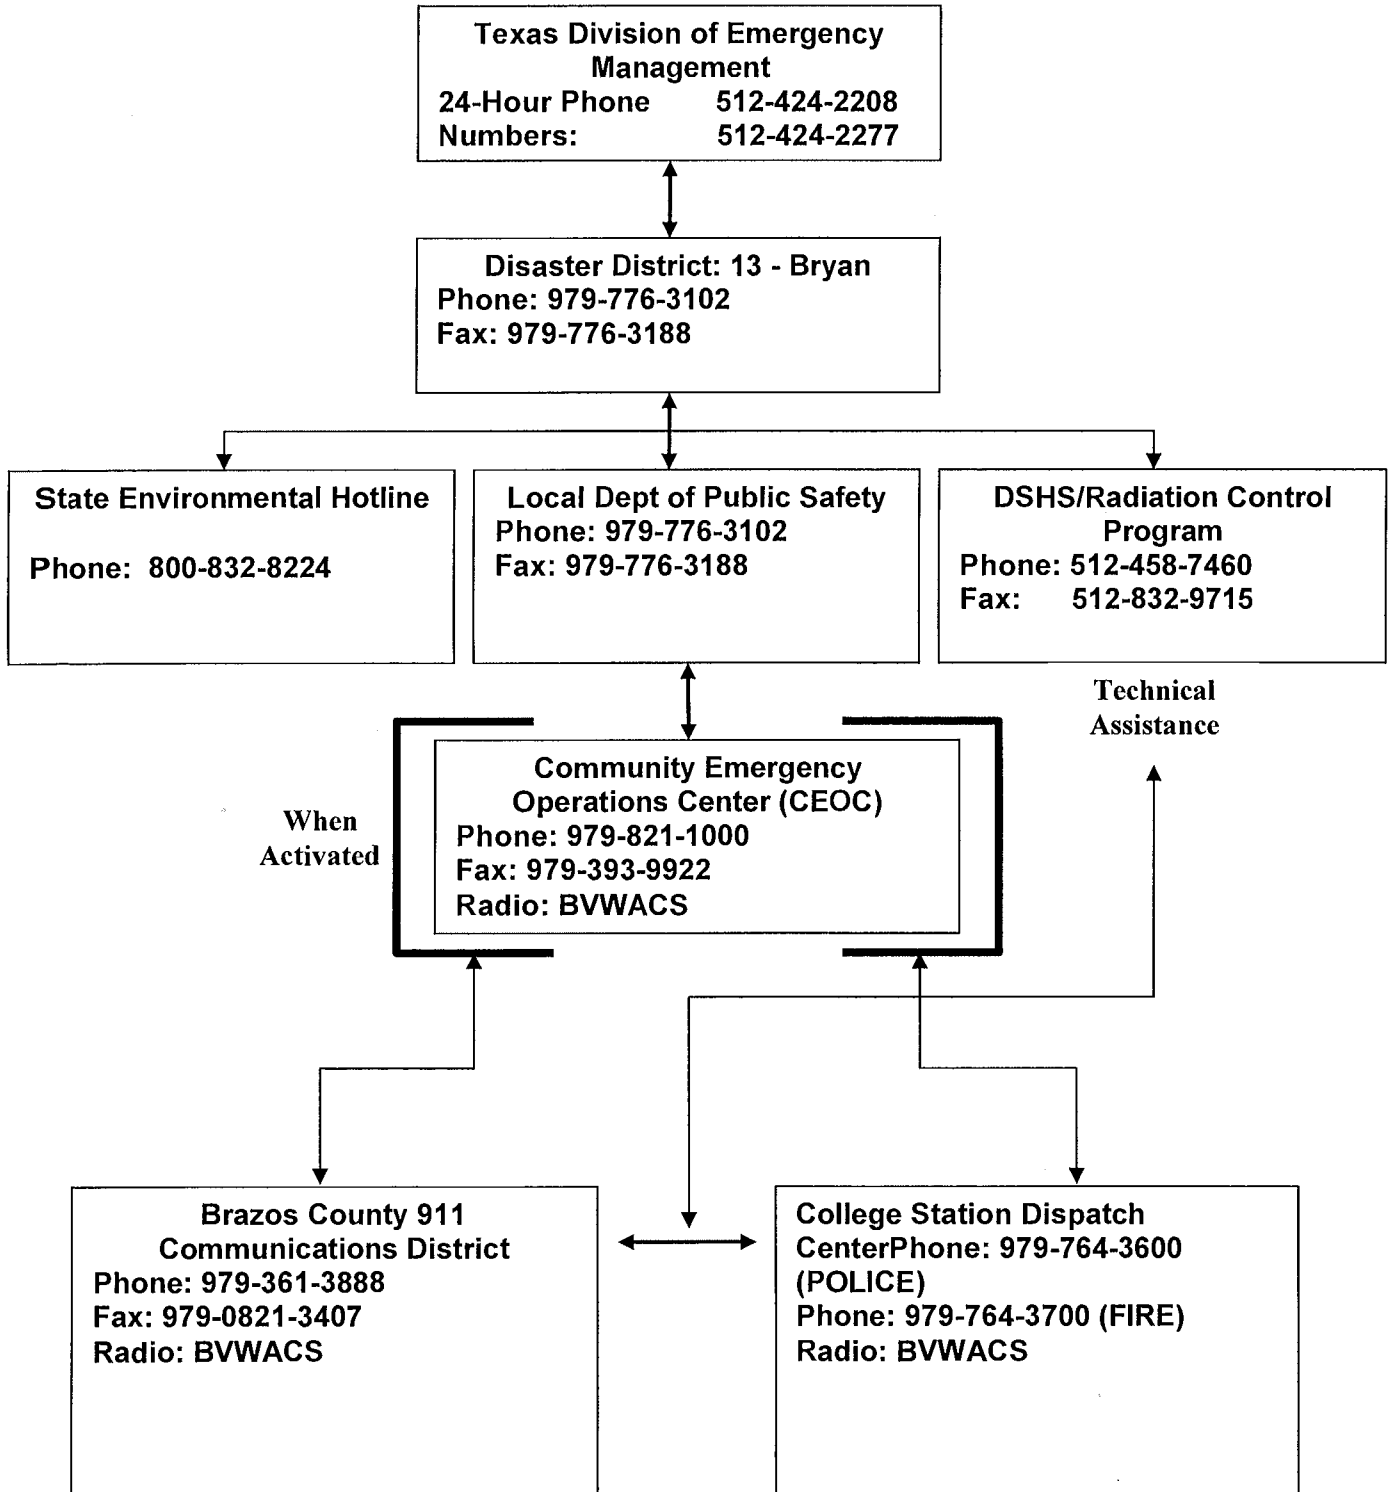 Texas Division of Emergency
Management
24-Hour Phone 512-424-2208
Numbers: 512-424-2277
Disaster District: 13 - Bryan
Phone: 979-776-3102
Fax: 979-776-3188
State Environmental Hotline
Phone: 800-832-8224
Local Dept of Public Safety
Phone: 979-776-3102
Fax: 979-776-3188
DSHS/Radiation Control
Program
Phone: 512-458-7460
Fax: 512-832-9715
Technical
Assistance
When
Activated
Community Emergency
Operations Center (CEOC)
Phone: 979-821-1000
Fax: 979-393-9922
Radio: BVWACS
Brazos County 911
Communications District
Phone: 979-361-3888
Fax: 979-0821-3407
Radio: BVWACS
College Station Dispatch
CenterPhone: 979-764-3600
(POLICE)
Phone: 979-764-3700 (FIRE)
Radio: BVWACS